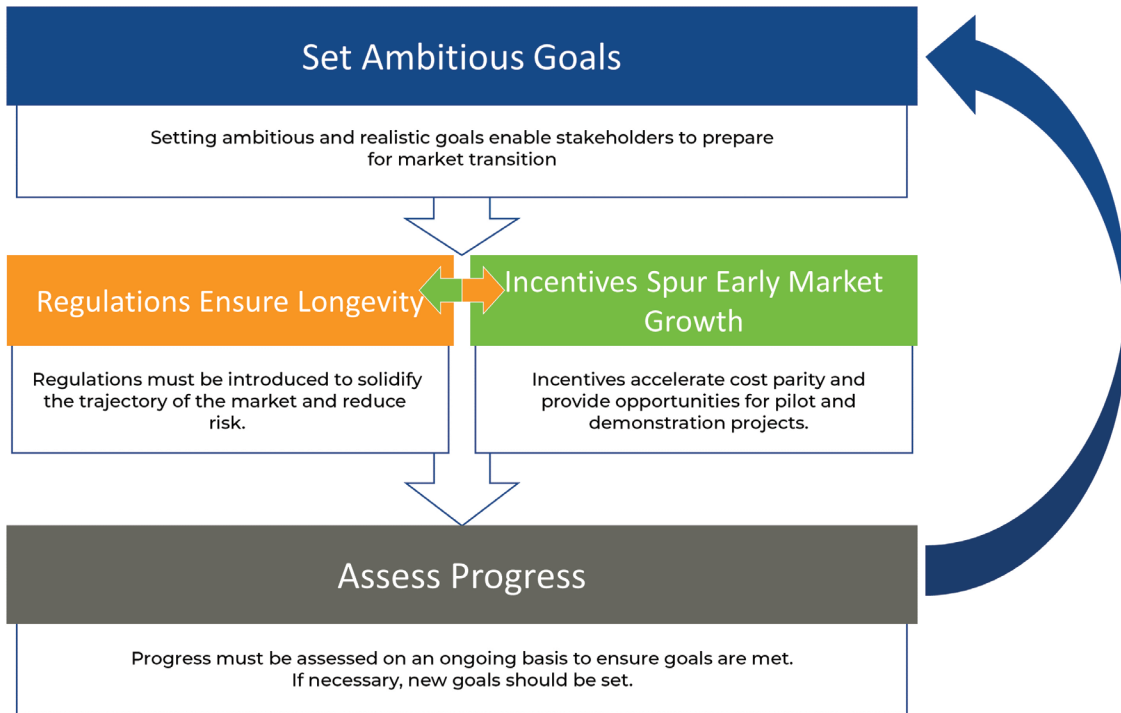 Set Ambitious Goals
Setting ambitious and realistic goals enable stakeholders to prepare
for market transition
Regulations Ensure Longevity
Regulations must be introduced to solidify
the trajectory of the market and reduce
risk.
Incentives Spur Early Market
Growth
Incentives accelerate cost parity and
provide opportunities for pilot and
demonstration projects.
Assess Progress
Progress must be assessed on an ongoing basis to ensure goals are met.
If necessary, new goals should be set.